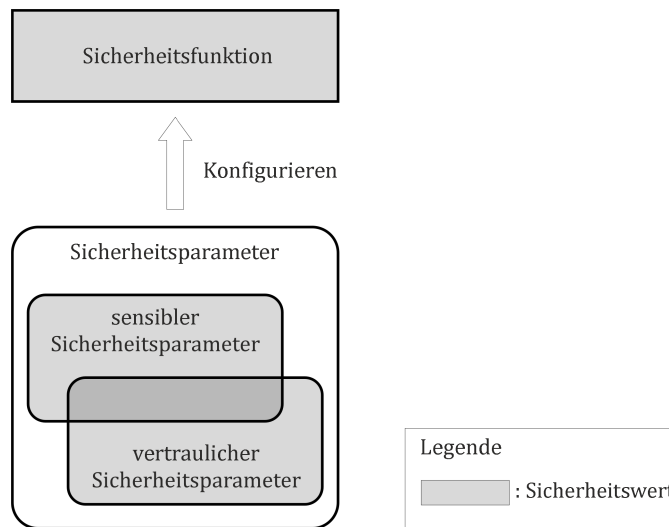 Sicherheitsfunktion
Konfigurieren
Sicherheitsparameter
sensibler
Sicherheitsparameter
vertraulicher
Sicherheitsparameter
Legende
: Sicherheitswert